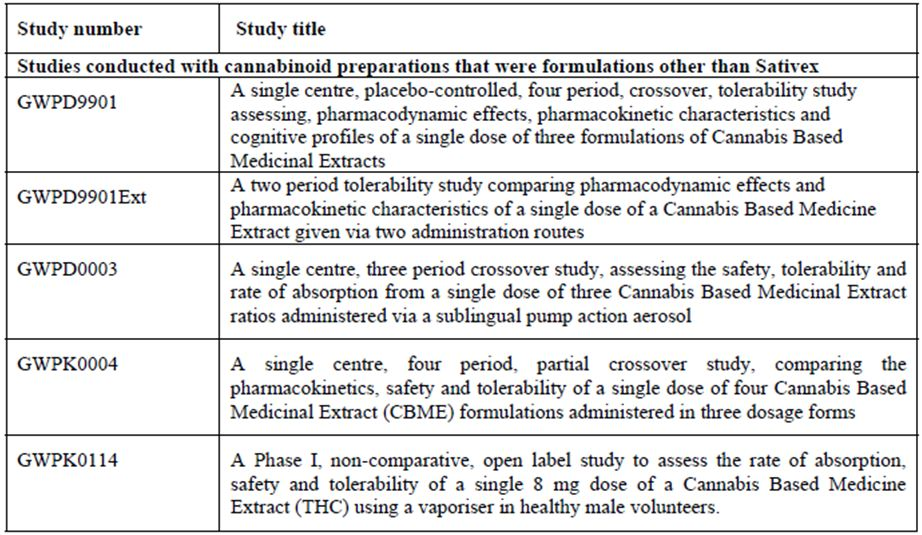 Study number Study title
Studies conducted with cannabinoid preparations that were formulations other than Sativex
GWPD9901
A single centre, placebo-controlled, four period, crossover, tolerability study
assessing, pharmacodynamic effects, pharmacokinetic characteristics and
cognitive profiles of a single dose of three formulations of Cannabis Based
Medicinal Extracts
GWPD9901Ext
A two period tolerability study comparing pharmacodynamic effects and
pharmacokinetic characteristics of a single dose of a Cannabis Based Medicine
Extract given via two administration routes
GWPD0003
A single centre, three period crossover study, assessing the safety, tolerability and
rate of absorption from a single dose of three Cannabis Based Medicinal Extract
ratios administered via a sublingual pump action aerosol
GWPK0004
A single centre, four period, partial crossover study, comparing the
pharmacokinetics, safety and tolerability of a single dose of four Cannabis Based
Medicinal Extract (CBME) formulations administered in three dosage forms
GWPK0114
A Phase I, non-comparative, open label study to assess the rate of absorption,
safety and tolerability of a single 8 mg dose of a Cannabis Based Medicine
Extract (THC) using a vaporiser in healthy male volunteers.